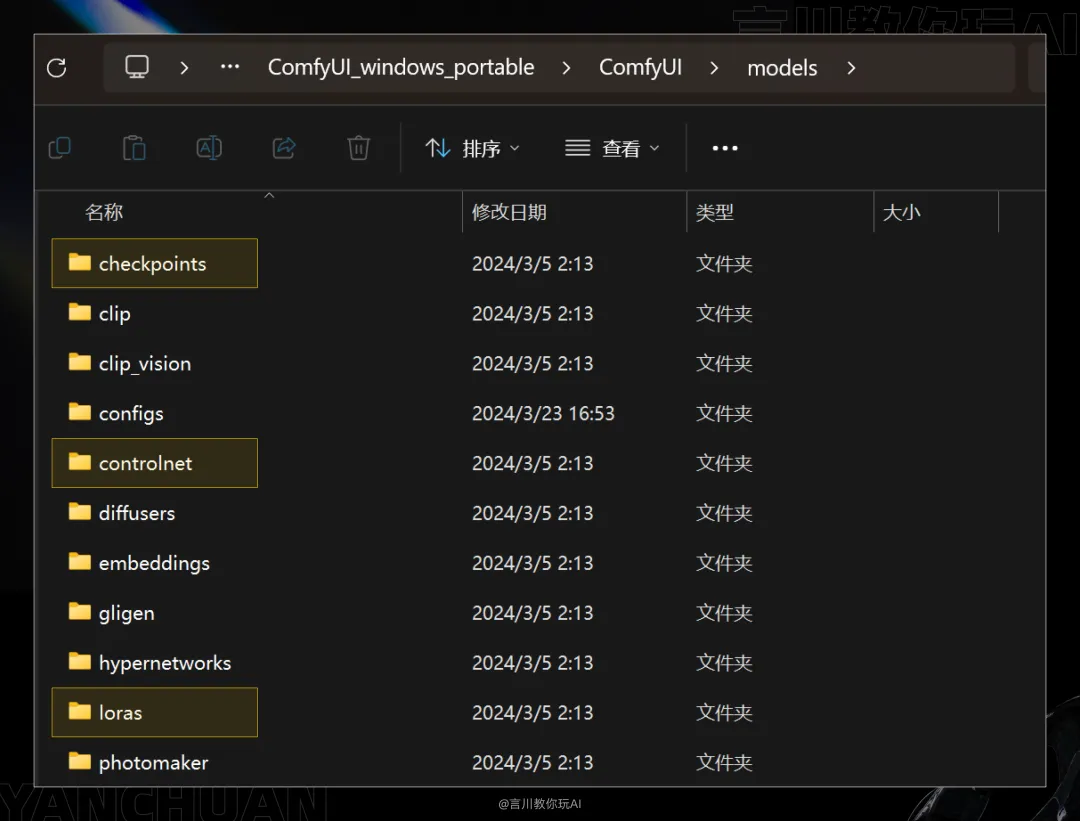 言川教你玩AI
ComfyUI_windows_portable > ComfyUI > models >
排序 查看
名称 修改日期 类型 大小
checkpoints 2024/3/5 2:13 文件夹
clip 2024/3/5 2:13 文件夹
clip_vision 2024/3/5 2:13 文件夹
configs 2024/3/23 16:53 文件夹
controlnet 2024/3/5 2:13 文件夹
diffusers 2024/3/5 2:13 文件夹
embeddings 2024/3/5 2:13 文件夹
gligen 2024/3/5 2:13 文件夹
hypernetworks 2024/3/5 2:13 文件夹
loras 2024/3/5 2:13 文件夹
photomaker 2024/3/5 2:13 文件夹
YANCHUAN
@言川教你玩AI